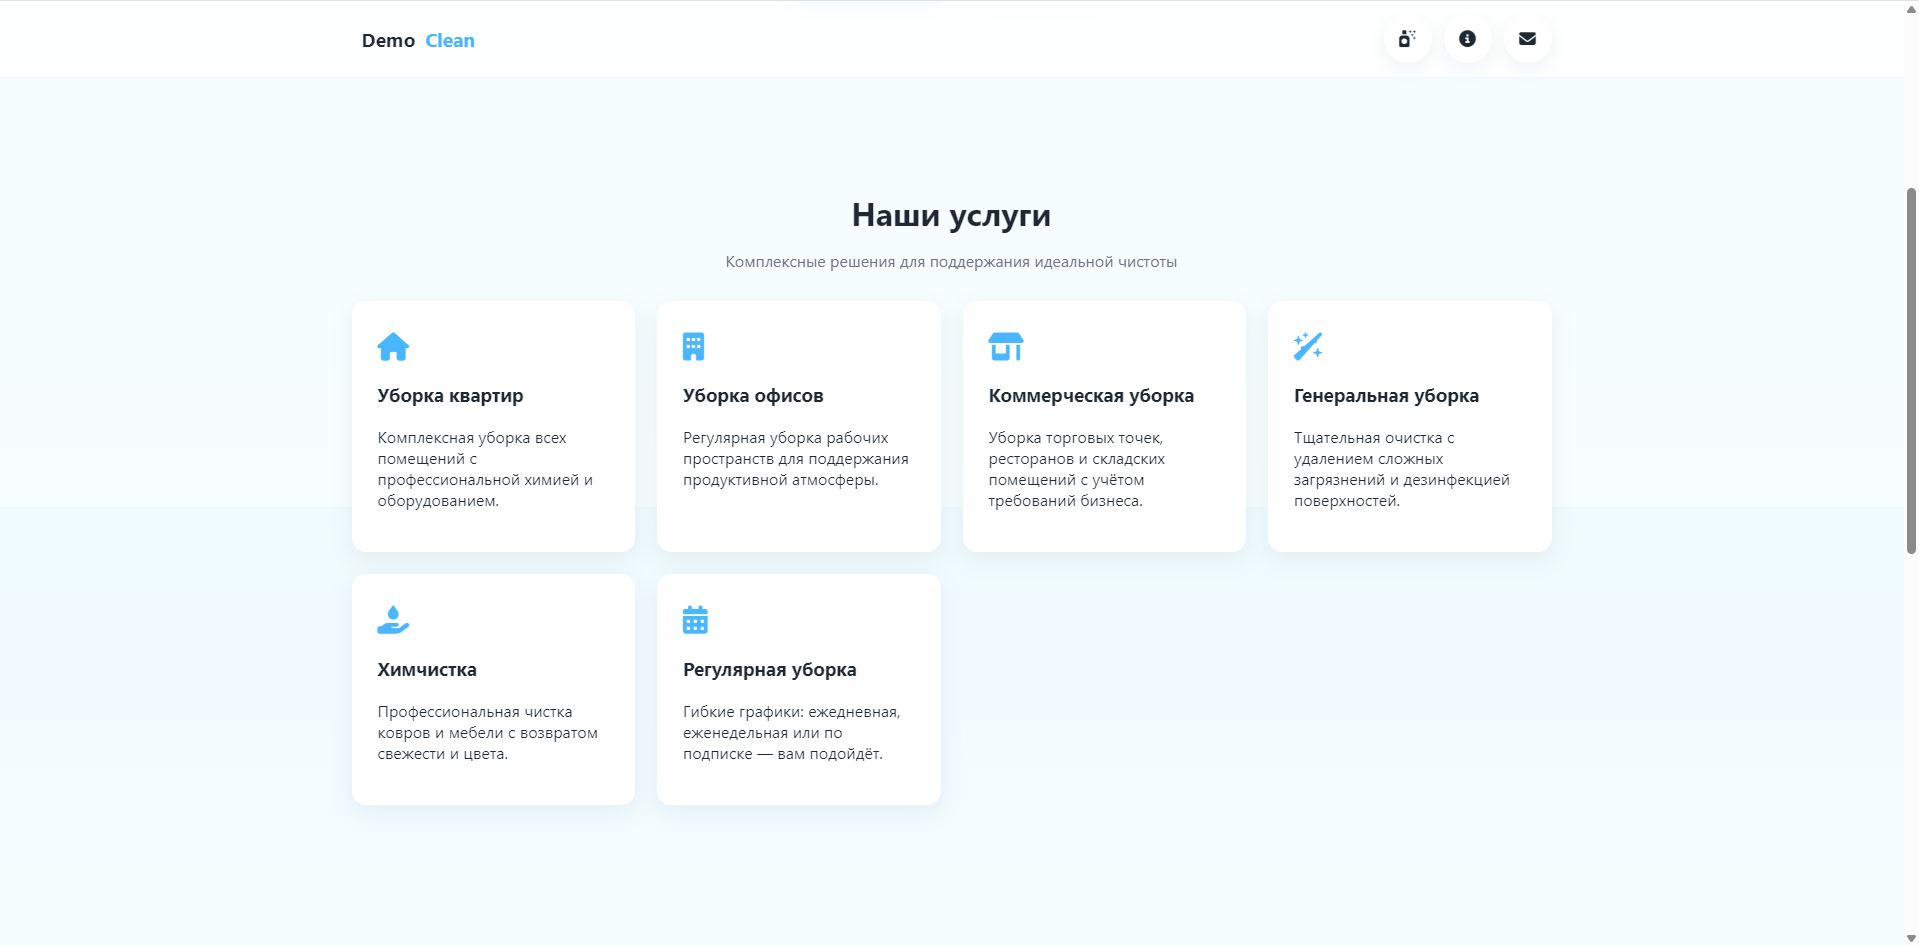 Demo Clean
Наши услуги
Комплексные решения для поддержания идеальной чистоты
Уборка квартир
Комплексная уборка всех
помещений с
профессиональной химией и
оборудованием.
Уборка офисов
Регулярная уборка рабочих
пространств для поддержания
продуктивной атмосферы.
Коммерческая уборка
Уборка торговых точек,
ресторанов и складских
помещений с учётом
требований бизнеса.
Генеральная уборка
Тщательная очистка с
удалением сложных
загрязнений и дезинфекцией
поверхностей.
Химчистка
Профессиональная чистка
ковров и мебели с возвратом
свежести и цвета.
Регулярная уборка
Гибкие графики: ежедневная,
еженедельная или по
подписке — вам подойдёт.